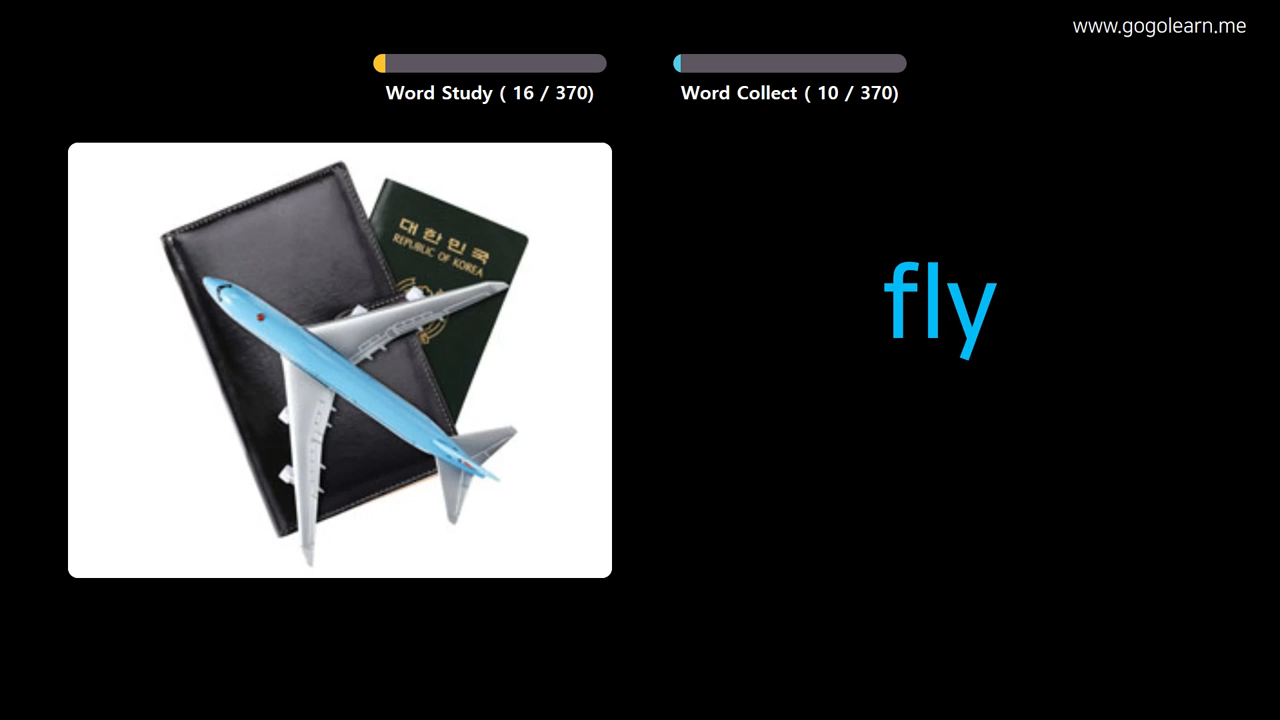 www.gogolearn.me
Word Study ( 16 / 370)
Word Collect ( 10 / 370)
대한민국
REPUBLIC OF KOREA
fly